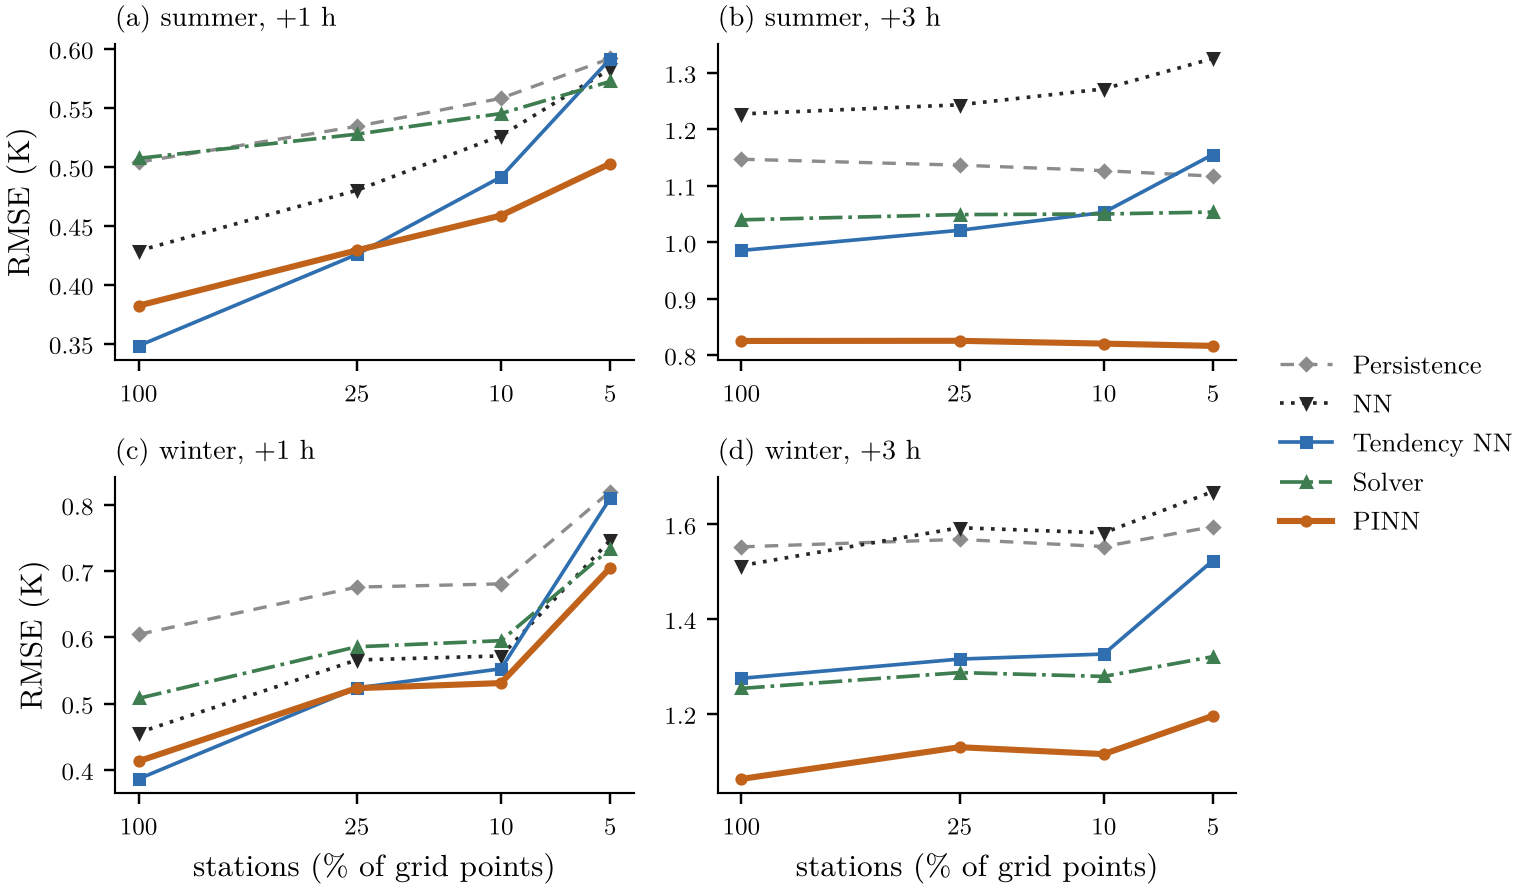 (a) summer, +1 h
RMSE (K)
0.60
0.55
0.50
0.45
0.40
0.35
100
25
10
5
(b) summer, +3 h
1.3
1.2
1.1
1.0
0.9
0.8
100
25
10
5
(c) winter, +1 h
RMSE (K)
0.8
0.7
0.6
0.5
0.4
100
25
10
5
stations (% of grid points)
(d) winter, +3 h
1.6
1.4
1.2
100
25
10
5
stations (% of grid points)
Persistence
NN
Tendency NN
Solver
PINN